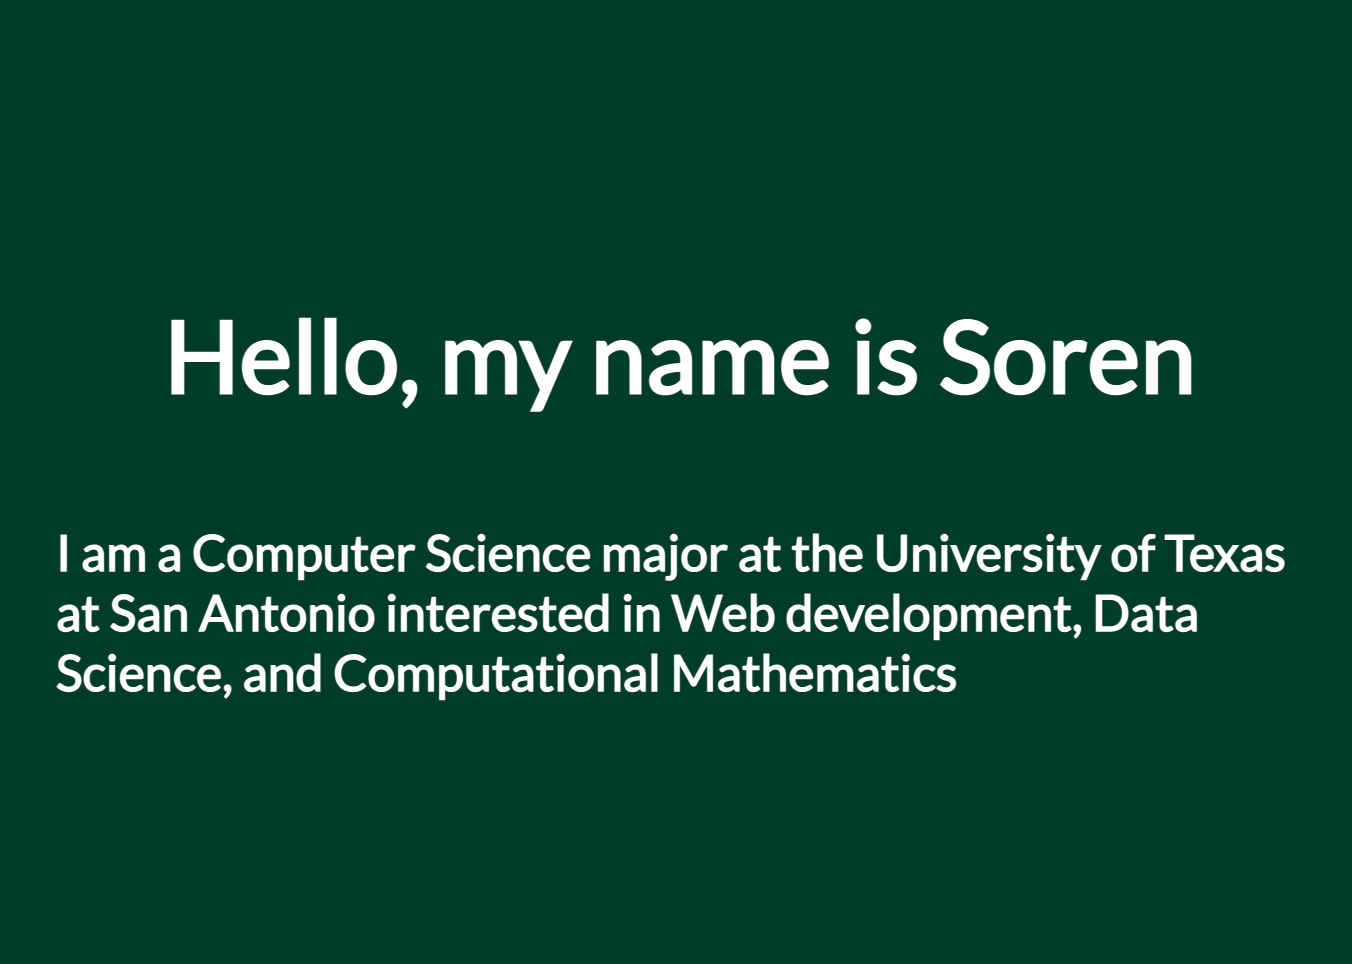 Hello, my name is Soren
I am a Computer Science major at the University of Texas
at San Antonio interested in Web development, Data
Science, and Computational Mathematics